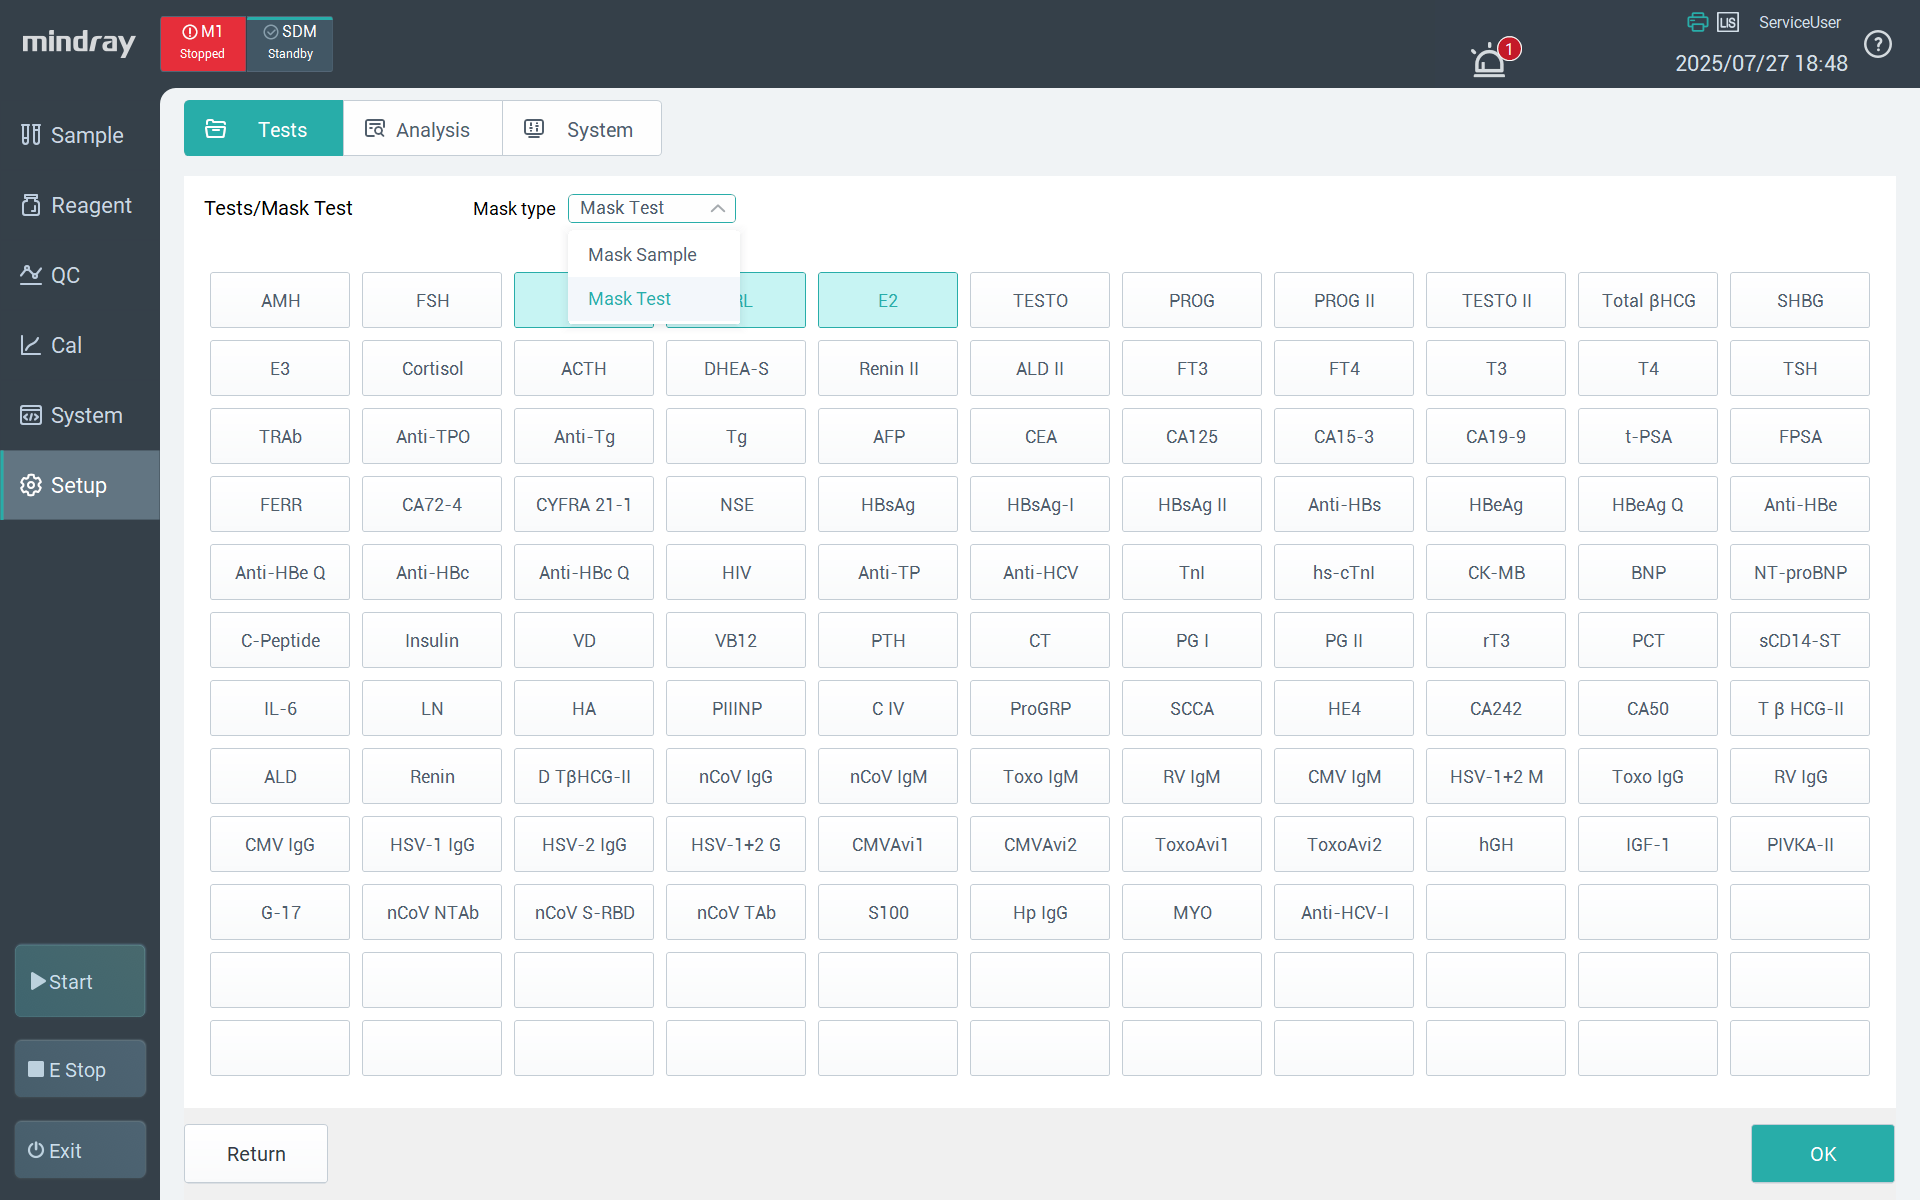 mindray
M1
Stopped
SDM
Standby
1
LIS
ServiceUser
2025/07/27 18:48
?
Sample
Reagent
QC
Cal
System
Setup
Start
E Stop
Exit
Tests
Analysis
System
Tests/Mask Test
Mask type
Mask Test
Mask Sample
Mask Test
AMH
FSH
RL
E2
TESTO
PROG
PROG II
TESTO II
Total βHCG
SHBG
E3
Cortisol
ACTH
DHEA-S
Renin II
ALD II
FT3
FT4
T3
T4
TSH
TRAb
Anti-TPO
Anti-Tg
Tg
AFP
CEA
CA125
CA15-3
CA19-9
t-PSA
FPSA
FERR
CA72-4
CYFRA 21-1
NSE
HBsAg
HBsAg-I
HBsAg II
Anti-HBs
HBeAg
HBeAg Q
Anti-HBe
Anti-HBe Q
Anti-HBc
Anti-HBc Q
HIV
Anti-TP
Anti-HCV
TnI
hs-cTnI
CK-MB
BNP
NT-proBNP
C-Peptide
Insulin
VD
VB12
PTH
CT
PG I
PG II
rT3
PCT
sCD14-ST
IL-6
LN
HA
PIIINP
C IV
ProGRP
SCCA
HE4
CA242
CA50
T β HCG-II
ALD
Renin
D TβHCG-II
nCoV IgG
nCoV IgM
Toxo IgM
RV IgM
CMV IgM
HSV-1+2 M
Toxo IgG
RV IgG
CMV IgG
HSV-1 IgG
HSV-2 IgG
HSV-1+2 G
CMVAvi1
CMVAvi2
ToxoAvi1
ToxoAvi2
hGH
IGF-1
PIVKA-II
G-17
nCoV NTAb
nCoV S-RBD
nCoV TAb
S100
Hp IgG
MYO
Anti-HCV-I
Return
OK